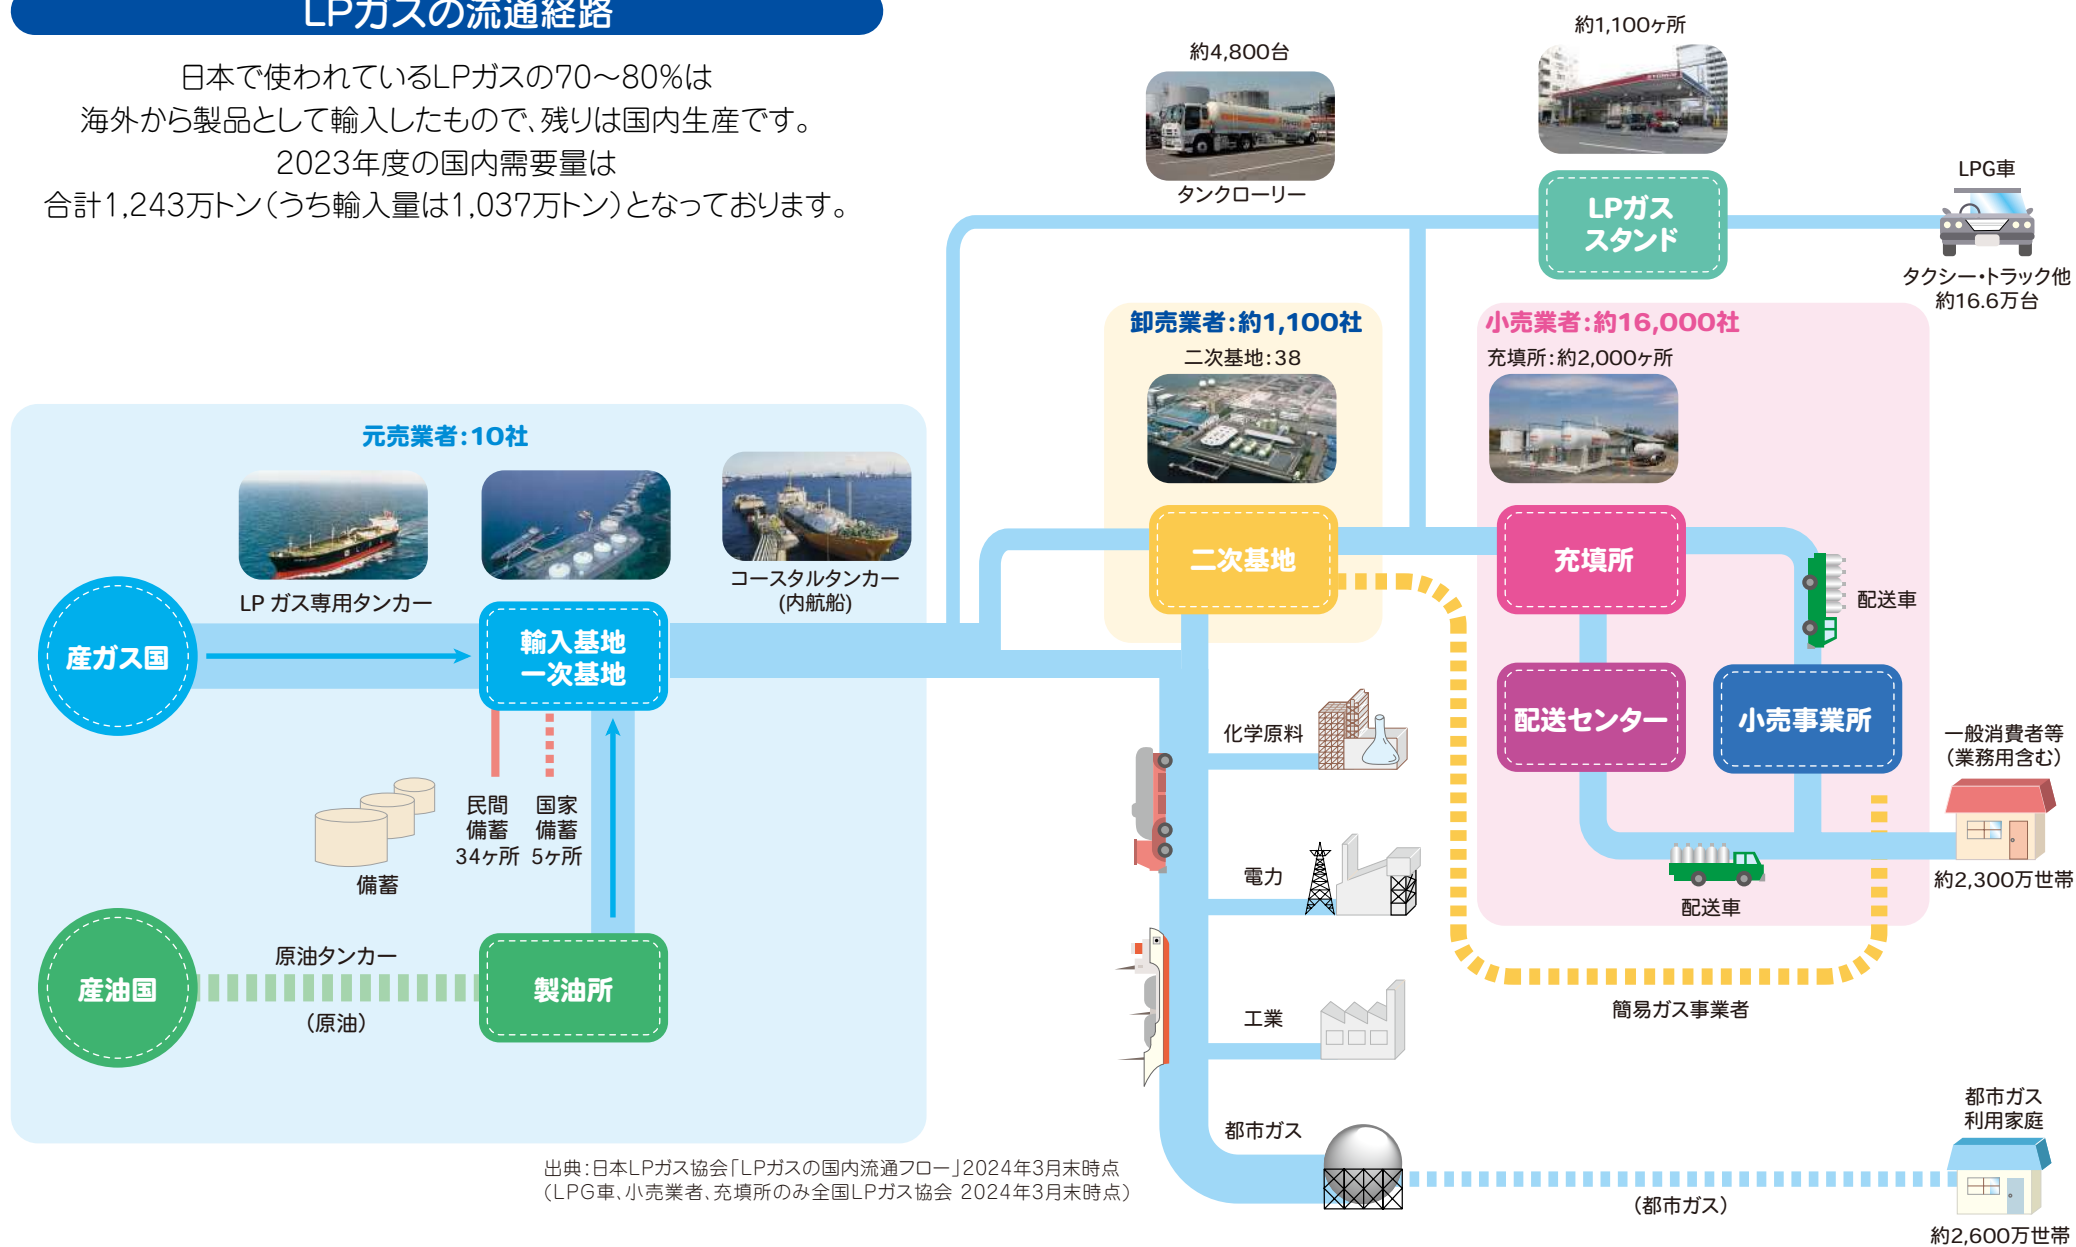 LPガスの流通経路
日本で使われているLPガスの70～80%は
海外から製品として輸入したもので、残りは国内生産です。
2023年度の国内需要量は
合計1,243万トン（うち輸入量は1,037万トン）となっております。
約4,800台
タンクローリー
約1,100ヶ所
LPガス
スタンド
LPG車
タクシー・トラック他
約16.6万台
卸売業者：約1,100社
二次基地：38
二次基地
小売業者：約16,000社
充填所：約2,000ヶ所
充填所
配送車
配送センター
小売事業所
配送車
一般消費者等
（業務用含む）
約2,300万世帯
簡易ガス事業者
元売業者：10社
LP ガス専用タンカー
コースタルタンカー
(内航船)
産ガス国
輸入基地
一次基地
民間
備蓄
34ヶ所
国家
備蓄
5ヶ所
備蓄
産油国
原油タンカー
（原油）
製油所
化学原料
電力
工業
都市ガス
（都市ガス）
都市ガス
利用家庭
約2,600万世帯
出典：日本LPガス協会「LPガスの国内流通フロー」2024年3月末時点
（LPG車、小売業者、充填所のみ全国LPガス協会 2024年3月末時点）